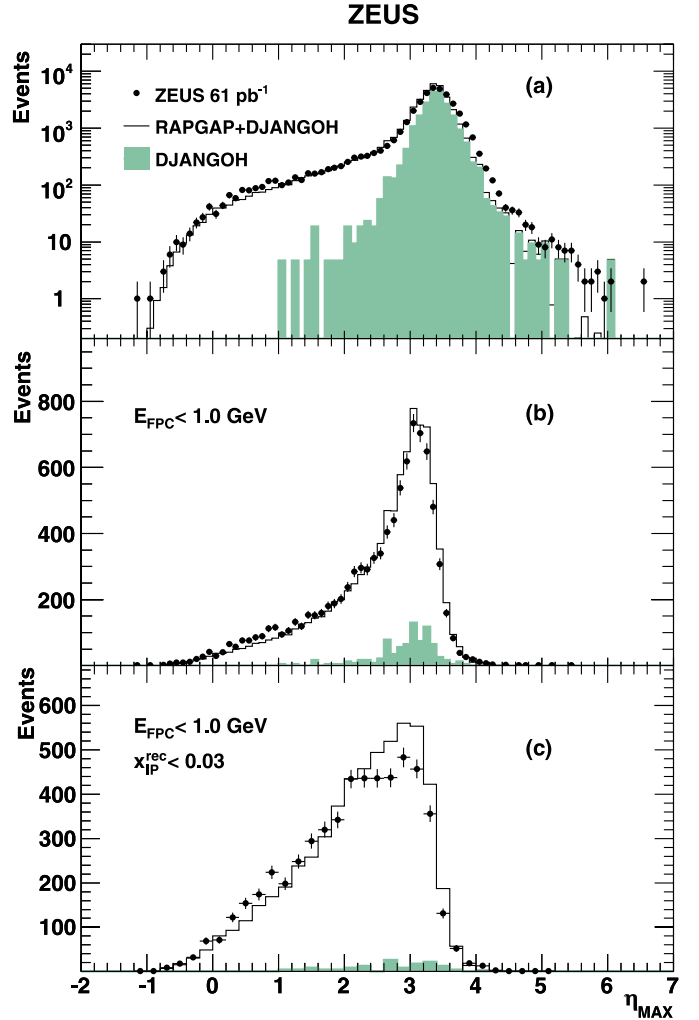 ZEUS
Events
10⁴
10³
10²
10
1
ZEUS 61 pb⁻¹
RAPGAP+DJANGOH
DJANGOH
(a)
Events
800
600
400
200
E_FPC < 1.0 GeV
(b)
Events
600
500
400
300
200
100
E_FPC < 1.0 GeV
x_IP^rec < 0.03
(c)
-2 -1 0 1 2 3 4 5 6 7
η_MAX